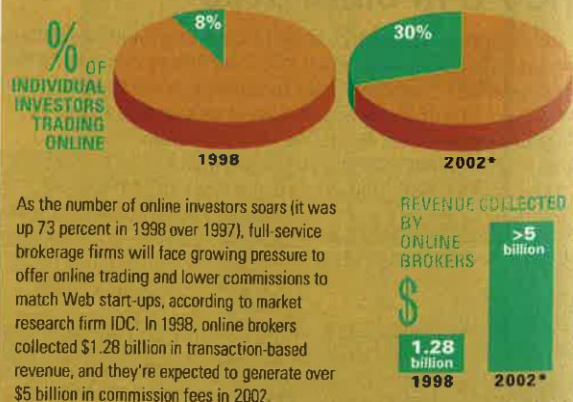 % OF
INDIVIDUAL
INVESTORS
TRADING
ONLINE
8%
1998
30%
2002*
As the number of online investors soars (it was
up 73 percent in 1998 over 1997), full-service
brokerage firms will face growing pressure to
offer online trading and lower commissions to
match Web start-ups, according to market
research firm IDC. In 1998, online brokers
collected $1.28 billion in transaction-based
revenue, and they're expected to generate over
$5 billion in commission fees in 2002.
REVENUE COLLECTED
BY
ONLINE
BROKERS
$
1.28
billion
1998
>5
billion
2002*